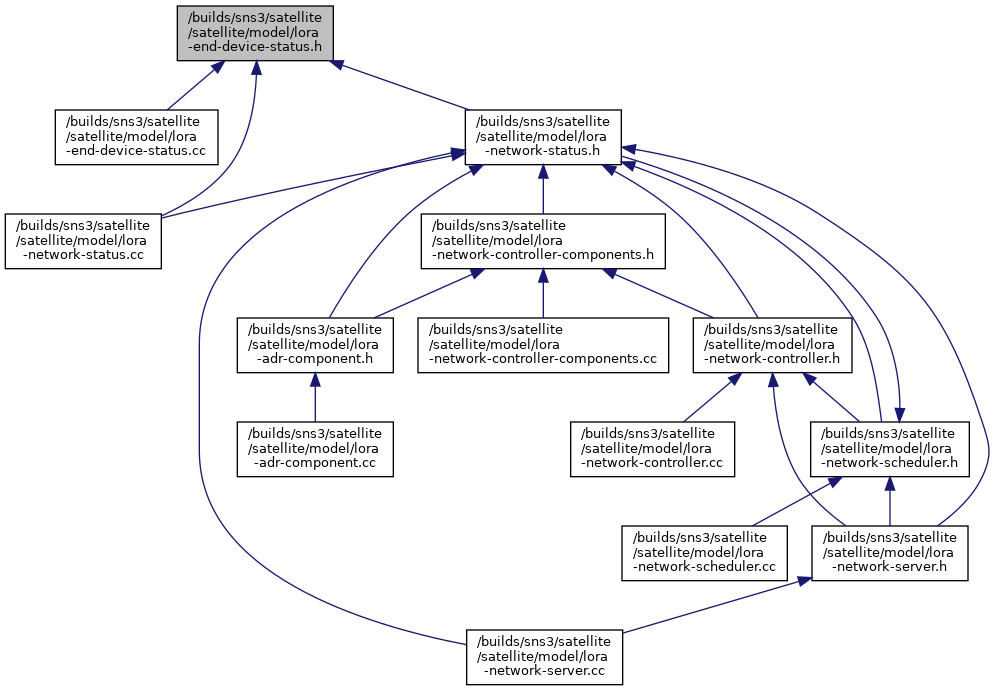 /builds/sns3/satellite
/satellite/model/lora
-end-device-status.h
/builds/sns3/satellite
/satellite/model/lora
-end-device-status.cc
/builds/sns3/satellite
/satellite/model/lora
-network-status.h
/builds/sns3/satellite
/satellite/model/lora
-network-status.cc
/builds/sns3/satellite
/satellite/model/lora
-network-controller-components.h
/builds/sns3/satellite
/satellite/model/lora
-adr-component.h
/builds/sns3/satellite
/satellite/model/lora
-network-controller-components.cc
/builds/sns3/satellite
/satellite/model/lora
-network-controller.h
/builds/sns3/satellite
/satellite/model/lora
-adr-component.cc
/builds/sns3/satellite
/satellite/model/lora
-network-controller.cc
/builds/sns3/satellite
/satellite/model/lora
-network-scheduler.h
/builds/sns3/satellite
/satellite/model/lora
-network-scheduler.cc
/builds/sns3/satellite
/satellite/model/lora
-network-server.h
/builds/sns3/satellite
/satellite/model/lora
-network-server.cc